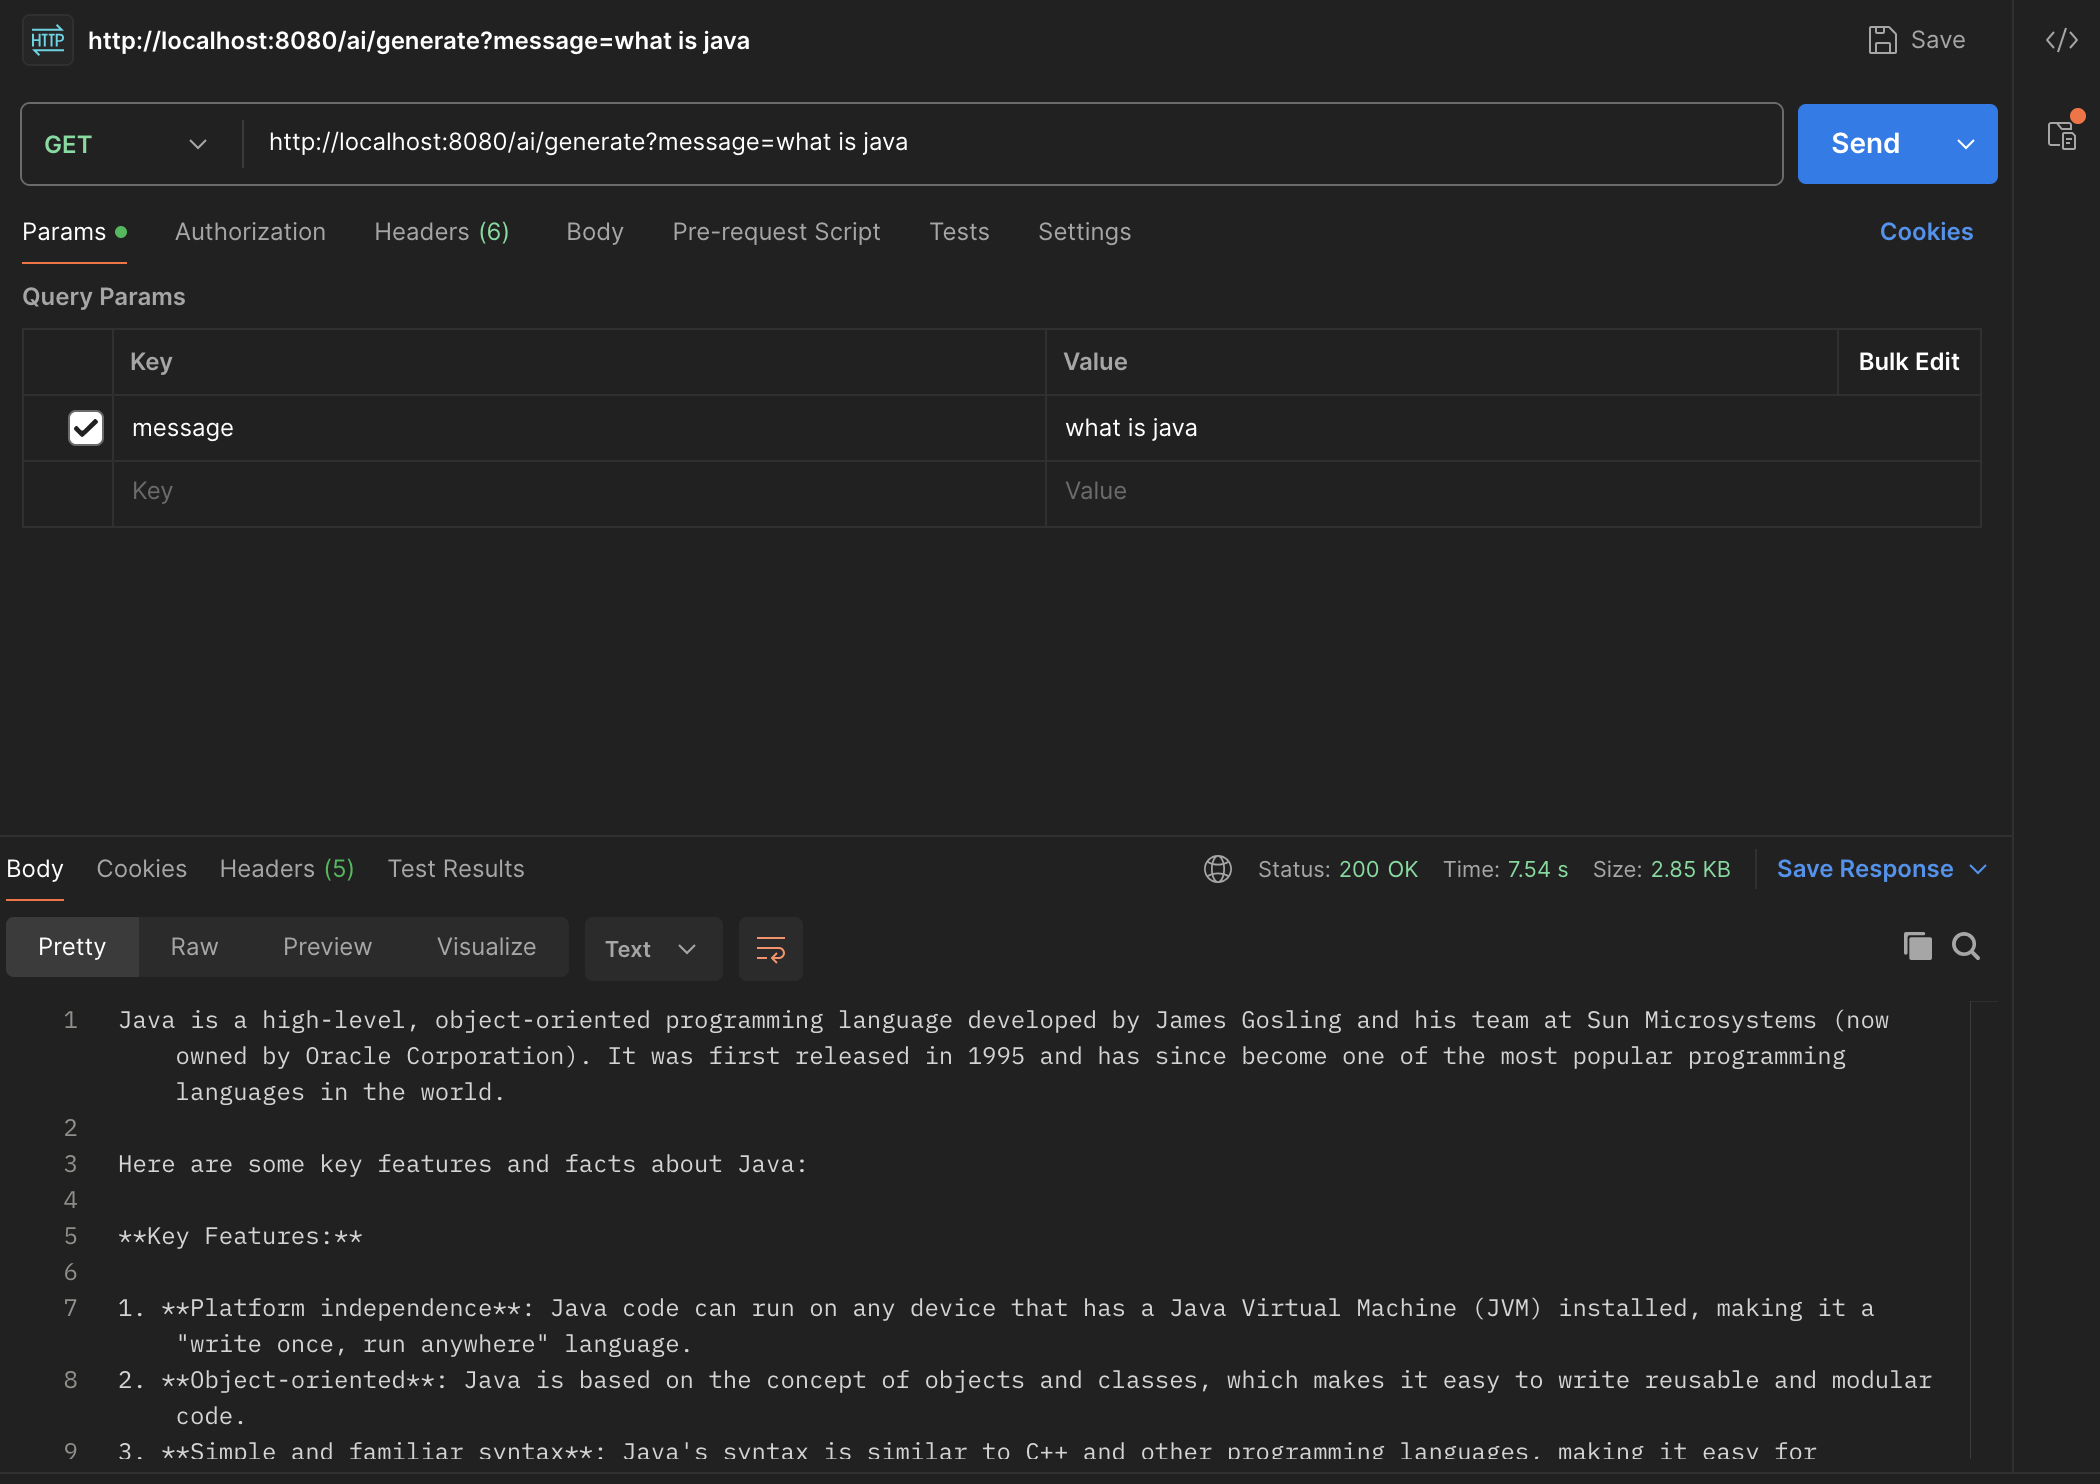 HTTP http://localhost:8080/ai/generate?message=what is java Save
GET http://localhost:8080/ai/generate?message=what is java Send
Params Authorization Headers (6) Body Pre-request Script Tests Settings Cookies
Query Params
Key Value Bulk Edit
message what is java
Key Value
Body Cookies Headers (5) Test Results Status: 200 OK Time: 7.54 s Size: 2.85 KB Save Response
Pretty Raw Preview Visualize Text
1 Java is a high-level, object-oriented programming language developed by James Gosling and his team at Sun Microsystems (now
owned by Oracle Corporation). It was first released in 1995 and has since become one of the most popular programming
languages in the world.
2
3 Here are some key features and facts about Java:
4
5 **Key Features:**
6
7 1. **Platform independence**: Java code can run on any device that has a Java Virtual Machine (JVM) installed, making it a
"write once, run anywhere" language.
8 2. **Object-oriented**: Java is based on the concept of objects and classes, which makes it easy to write reusable and modular
code.
9 3. **Simple and familiar syntax**: Java's syntax is similar to C++ and other programming languages, making it easy for